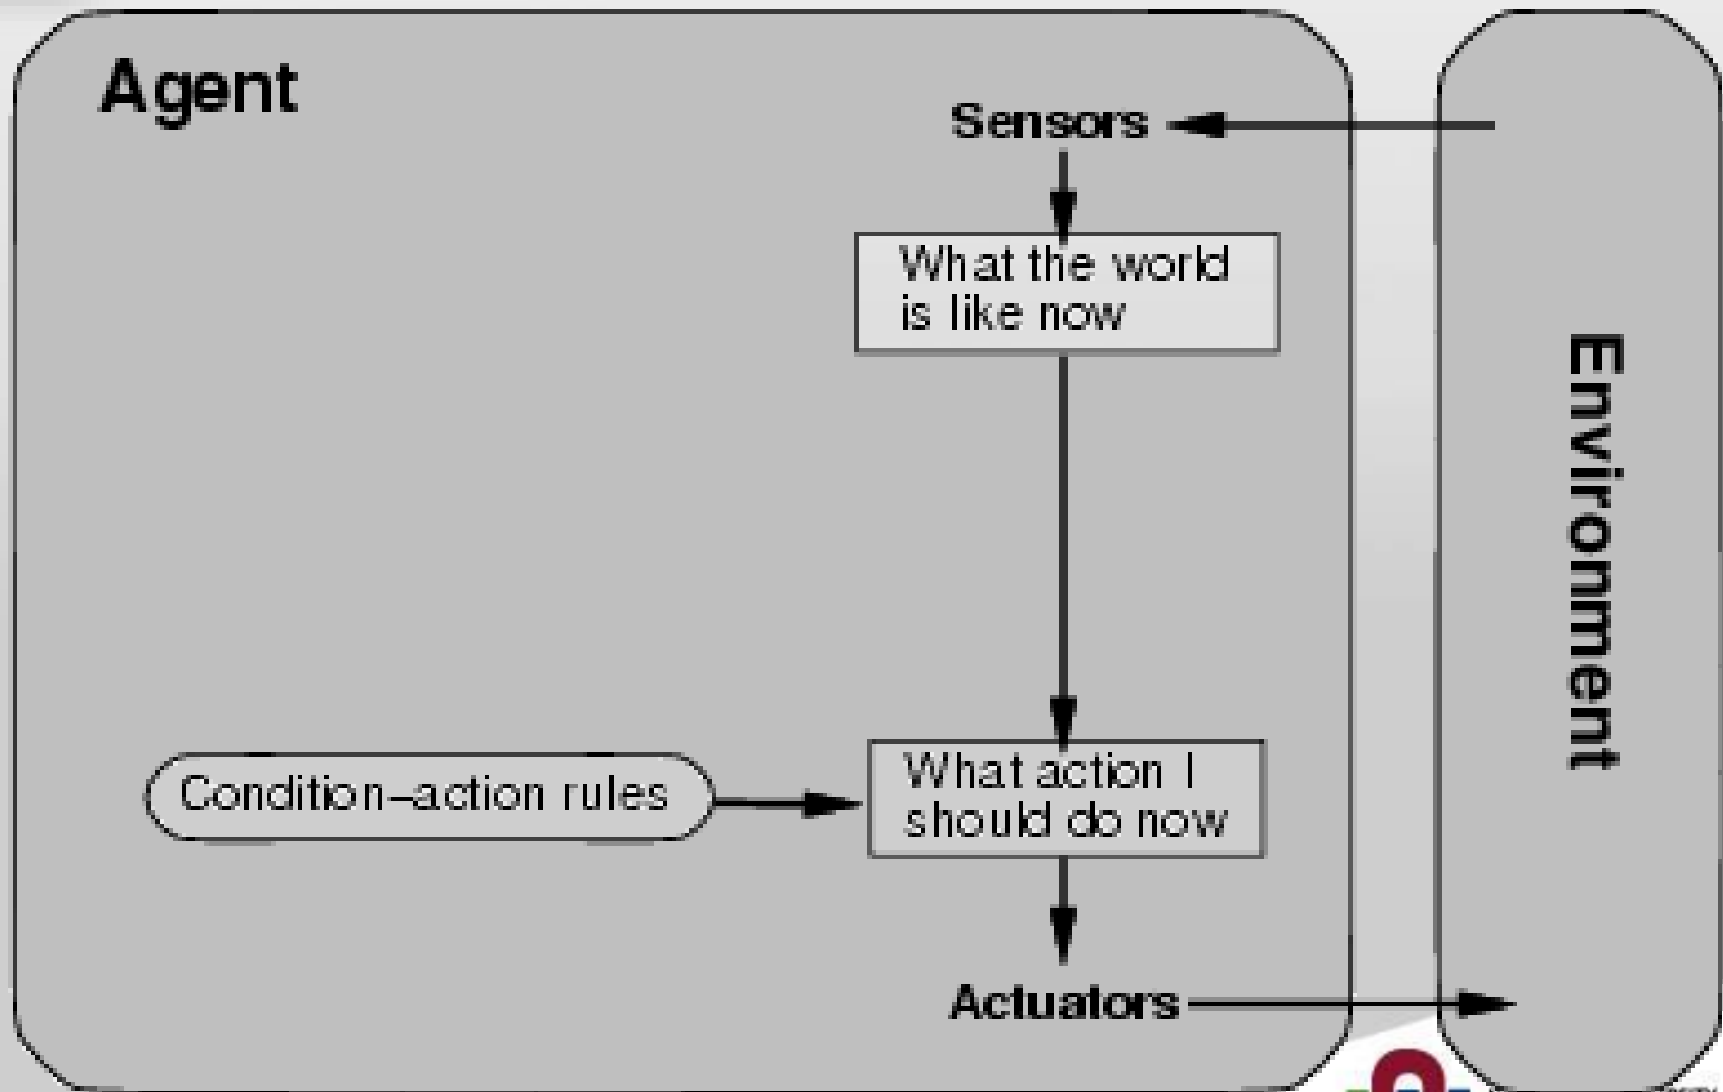 Agent
Sensors
What the world
is like now
Environment
Condition–action rules
What action I
should do now
Actuators